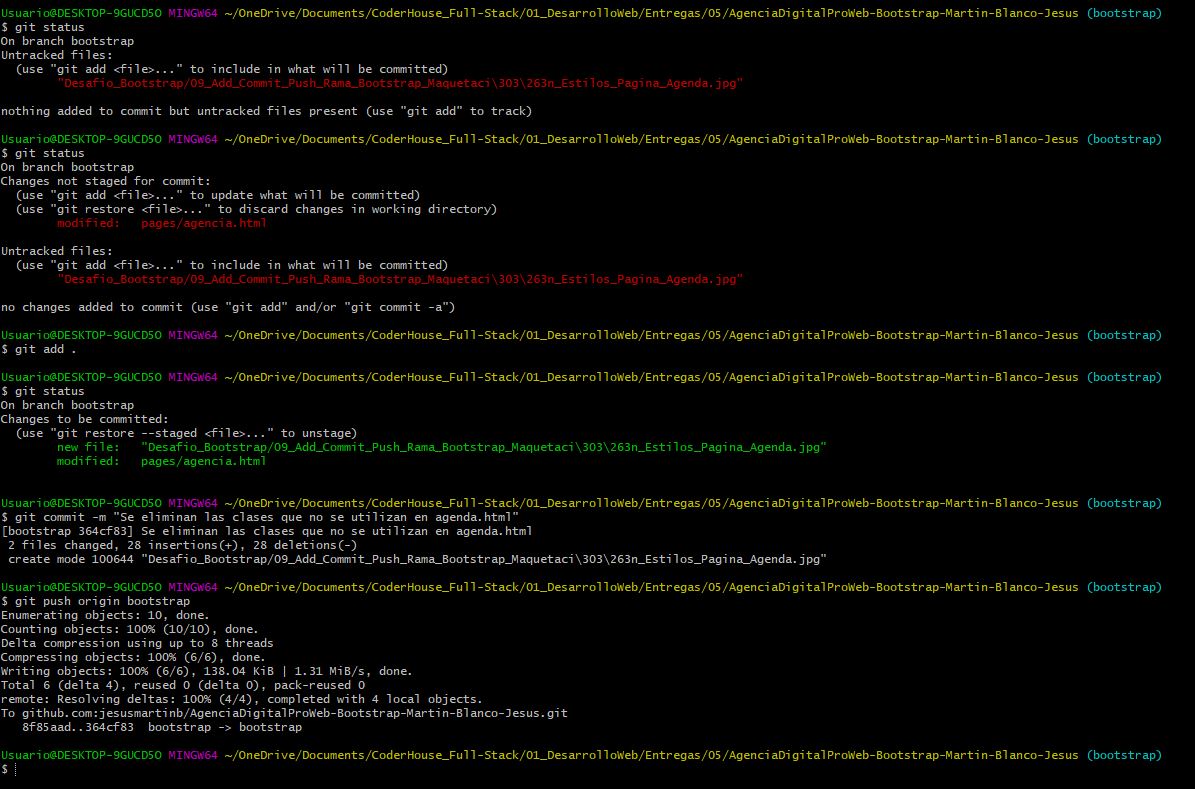 Usuario@DESKTOP-9GUCD5O MINGW64 ~/OneDrive/Documents/CoderHouse_Full-Stack/01_DesarrolloWeb/Entregas/05/AgenciaDigitalProWeb-Bootstrap-Martin-Blanco-Jesus (bootstrap)
$ git status
On branch bootstrap
Untracked files:
  (use "git add <file>..." to include in what will be committed)
        "Desafio_Bootstrap/09_Add_Commit_Push_Rama_Bootstrap_Maquetaci\303\263n_Estilos_Pagina_Agenda.jpg"

nothing added to commit but untracked files present (use "git add" to track)

Usuario@DESKTOP-9GUCD5O MINGW64 ~/OneDrive/Documents/CoderHouse_Full-Stack/01_DesarrolloWeb/Entregas/05/AgenciaDigitalProWeb-Bootstrap-Martin-Blanco-Jesus (bootstrap)
$ git status
On branch bootstrap
Changes not staged for commit:
  (use "git add <file>..." to update what will be committed)
  (use "git restore <file>..." to discard changes in working directory)
        modified:   pages/agencia.html

Untracked files:
  (use "git add <file>..." to include in what will be committed)
        "Desafio_Bootstrap/09_Add_Commit_Push_Rama_Bootstrap_Maquetaci\303\263n_Estilos_Pagina_Agenda.jpg"

no changes added to commit (use "git add" and/or "git commit -a")

Usuario@DESKTOP-9GUCD5O MINGW64 ~/OneDrive/Documents/CoderHouse_Full-Stack/01_DesarrolloWeb/Entregas/05/AgenciaDigitalProWeb-Bootstrap-Martin-Blanco-Jesus (bootstrap)
$ git add .

Usuario@DESKTOP-9GUCD5O MINGW64 ~/OneDrive/Documents/CoderHouse_Full-Stack/01_DesarrolloWeb/Entregas/05/AgenciaDigitalProWeb-Bootstrap-Martin-Blanco-Jesus (bootstrap)
$ git status
On branch bootstrap
Changes to be committed:
  (use "git restore --staged <file>..." to unstage)
        new file:   "Desafio_Bootstrap/09_Add_Commit_Push_Rama_Bootstrap_Maquetaci\303\263n_Estilos_Pagina_Agenda.jpg"
        modified:   pages/agencia.html

Usuario@DESKTOP-9GUCD5O MINGW64 ~/OneDrive/Documents/CoderHouse_Full-Stack/01_DesarrolloWeb/Entregas/05/AgenciaDigitalProWeb-Bootstrap-Martin-Blanco-Jesus (bootstrap)
$ git commit -m "Se eliminan las clases que no se utilizan en agenda.html"
[bootstrap 364cf83] Se eliminan las clases que no se utilizan en agenda.html
 2 files changed, 28 insertions(+), 28 deletions(-)
 create mode 100644 "Desafio_Bootstrap/09_Add_Commit_Push_Rama_Bootstrap_Maquetaci\303\263n_Estilos_Pagina_Agenda.jpg"

Usuario@DESKTOP-9GUCD5O MINGW64 ~/OneDrive/Documents/CoderHouse_Full-Stack/01_DesarrolloWeb/Entregas/05/AgenciaDigitalProWeb-Bootstrap-Martin-Blanco-Jesus (bootstrap)
$ git push origin bootstrap
Enumerating objects: 10, done.
Counting objects: 100% (10/10), done.
Delta compression using up to 8 threads
Compressing objects: 100% (6/6), done.
Writing objects: 100% (6/6), 138.04 KiB | 1.31 MiB/s, done.
Total 6 (delta 4), reused 0 (delta 0), pack-reused 0
remote: Resolving deltas: 100% (4/4), completed with 4 local objects.
To github.com:jesusmartinb/AgenciaDigitalProWeb-Bootstrap-Martin-Blanco-Jesus.git
   8f85aad..364cf83  bootstrap -> bootstrap

Usuario@DESKTOP-9GUCD5O MINGW64 ~/OneDrive/Documents/CoderHouse_Full-Stack/01_DesarrolloWeb/Entregas/05/AgenciaDigitalProWeb-Bootstrap-Martin-Blanco-Jesus (bootstrap)
$